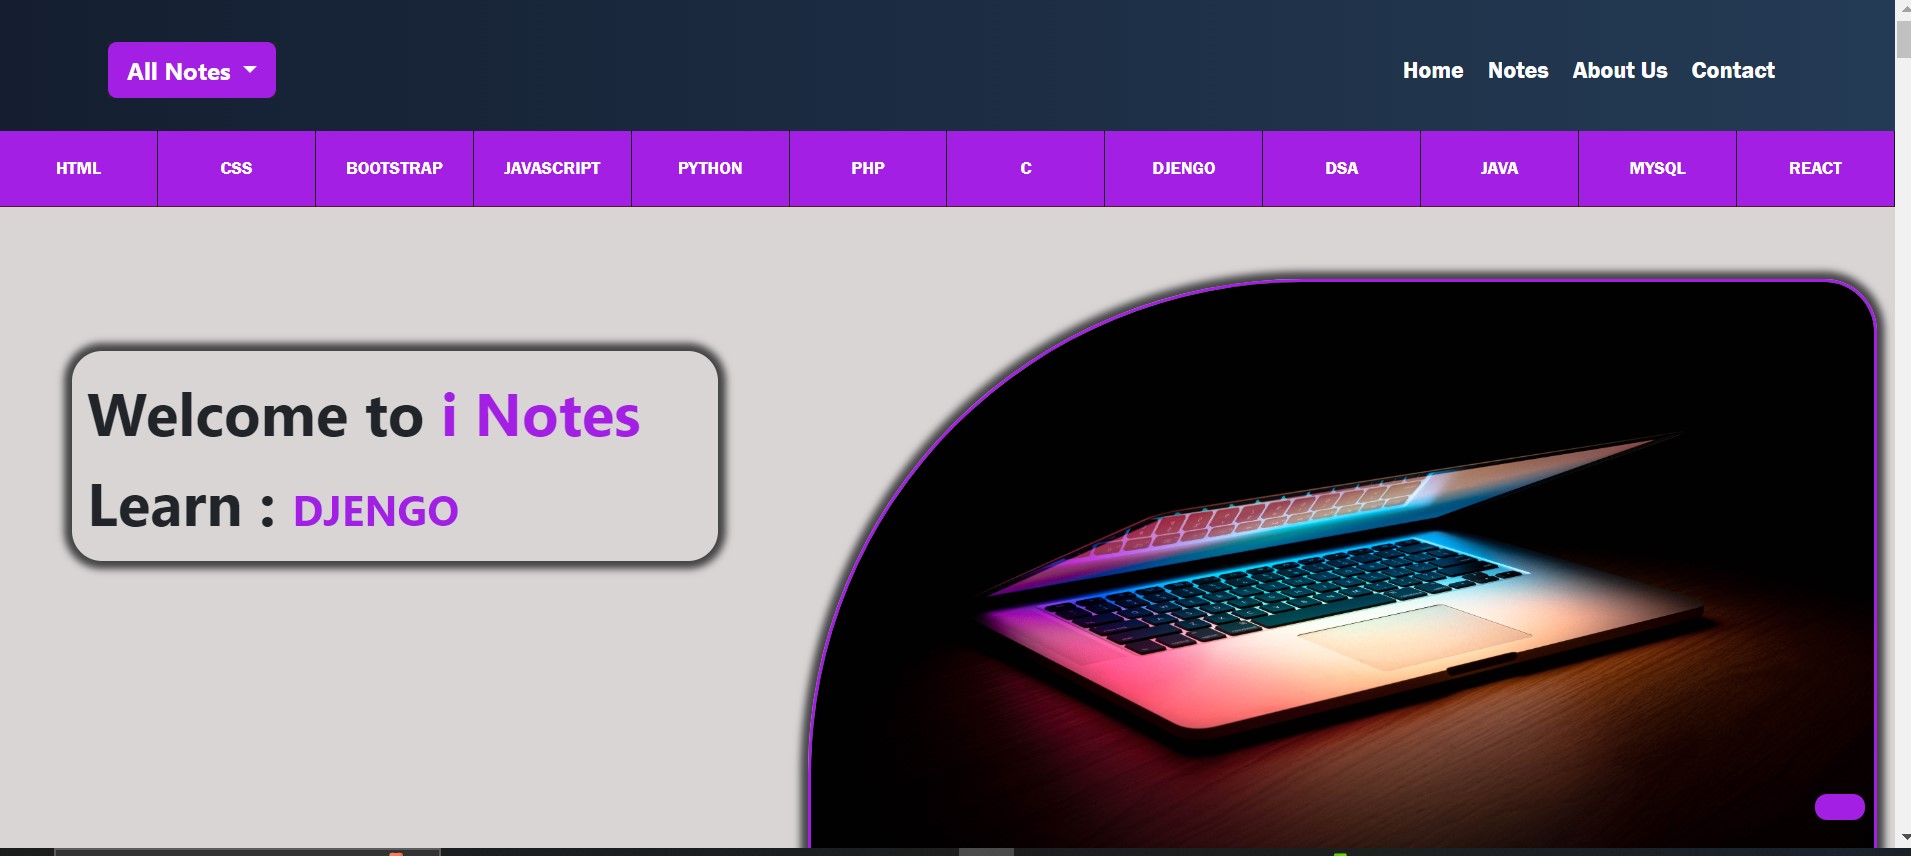 All Notes
Home Notes About Us Contact
HTML CSS BOOTSTRAP JAVASCRIPT PYTHON PHP C DJENGO DSA JAVA MYSQL REACT
Welcome to i Notes
Learn : DJENGO